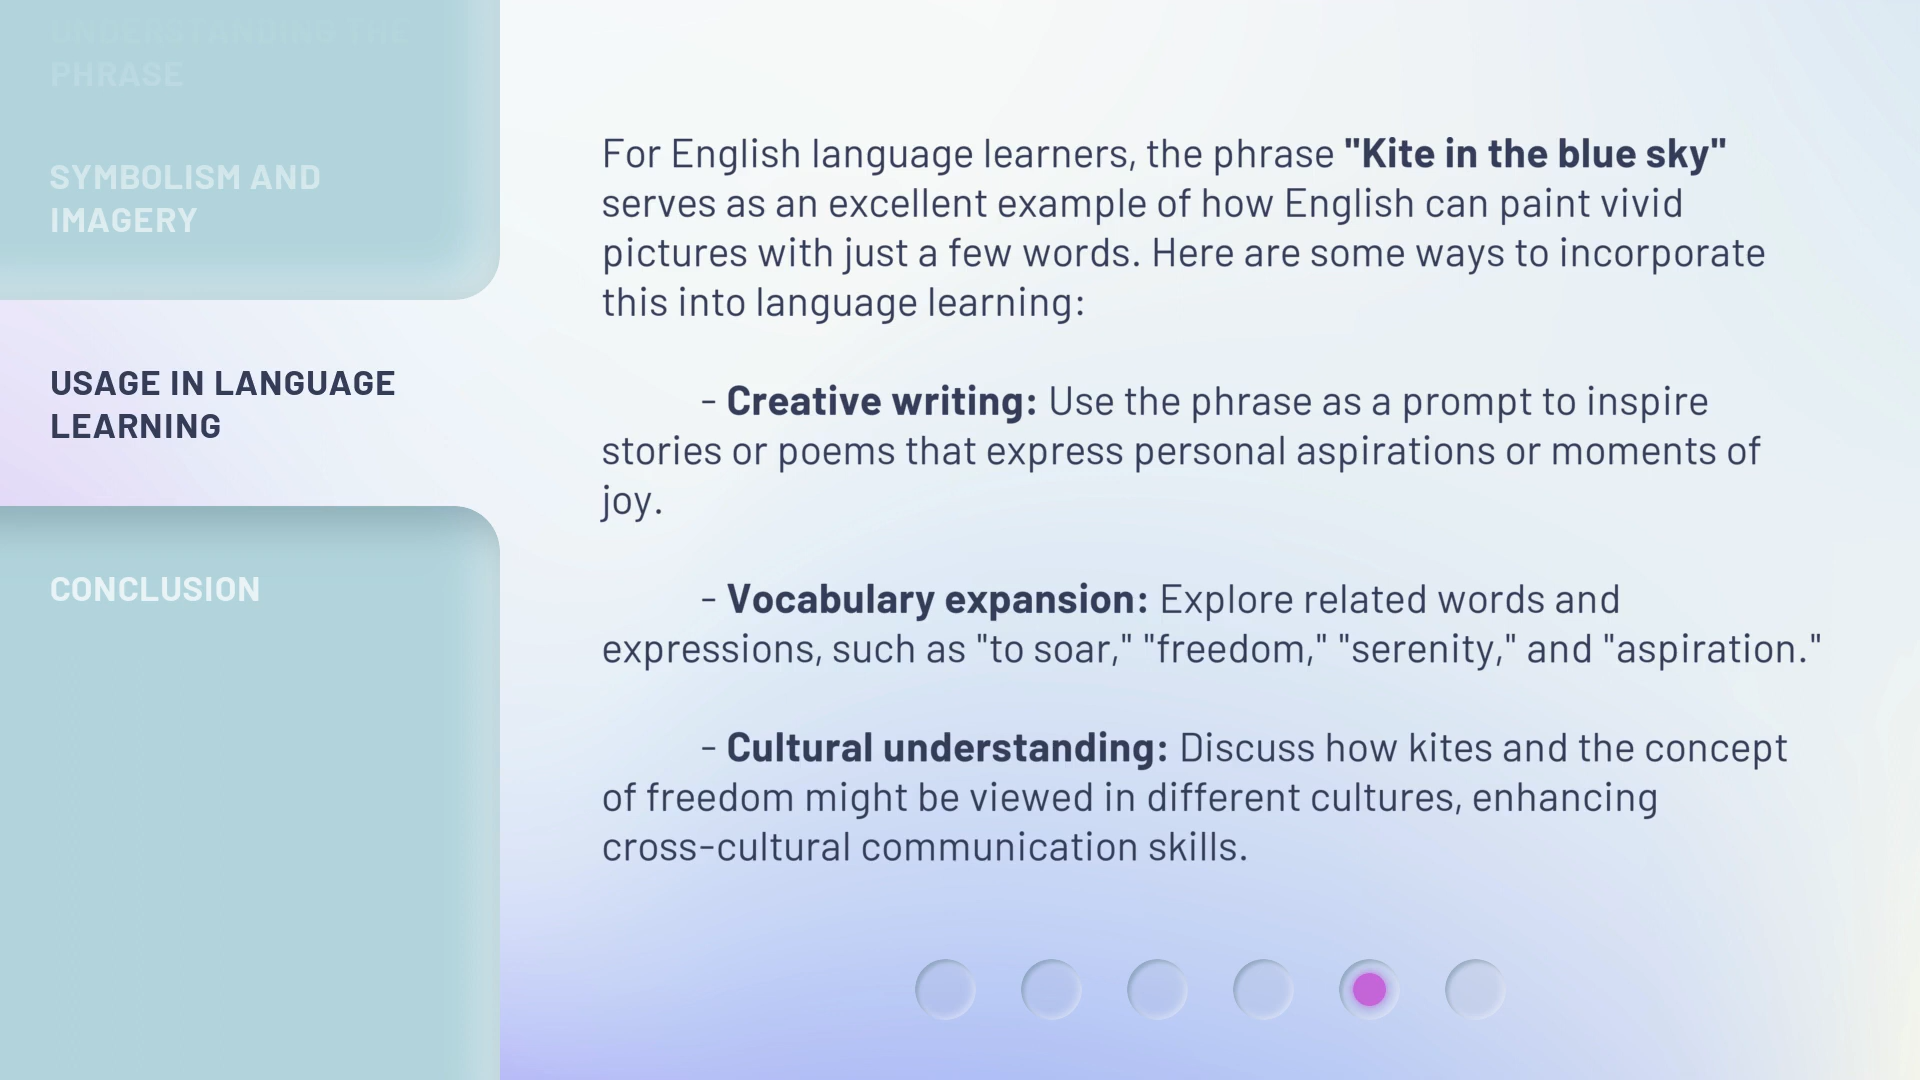 UNDERSTANDING THE
PHRASE
SYMBOLISM AND
IMAGERY
USAGE IN LANGUAGE
LEARNING
CONCLUSION
For English language learners, the phrase "Kite in the blue sky"
serves as an excellent example of how English can paint vivid
pictures with just a few words. Here are some ways to incorporate
this into language learning:
- Creative writing: Use the phrase as a prompt to inspire
stories or poems that express personal aspirations or moments of
joy.
- Vocabulary expansion: Explore related words and
expressions, such as "to soar," "freedom," "serenity," and "aspiration."
- Cultural understanding: Discuss how kites and the concept
of freedom might be viewed in different cultures, enhancing
cross-cultural communication skills.